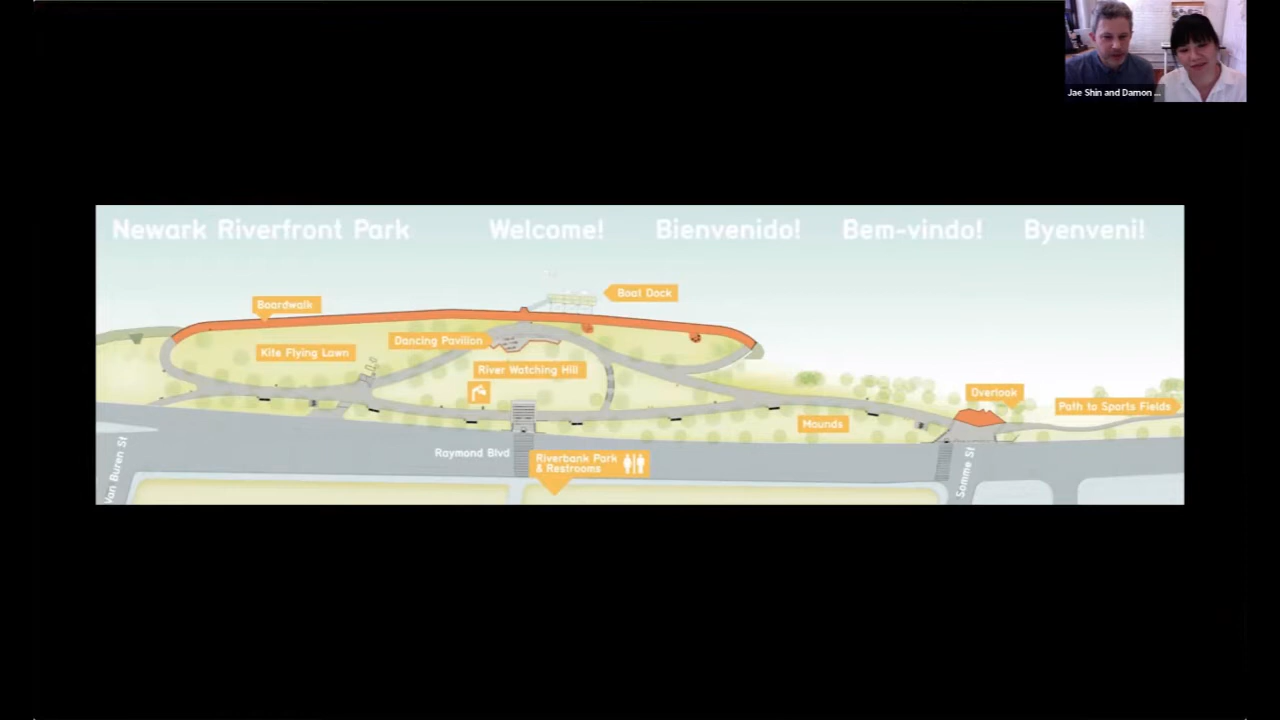 Jae Shin and Damon ...
Newark Riverfront Park Welcome! Bienvenido! Bem-vindo! Byenveni!
Boat Dock
Boardwalk
Dancing Pavilion
Kite Flying Lawn
River Watching Hill
Overlook
Path to Sports Fields
Mounds
Raymond Blvd
Riverbank Park
& Restrooms
Van Buren St
Somme St